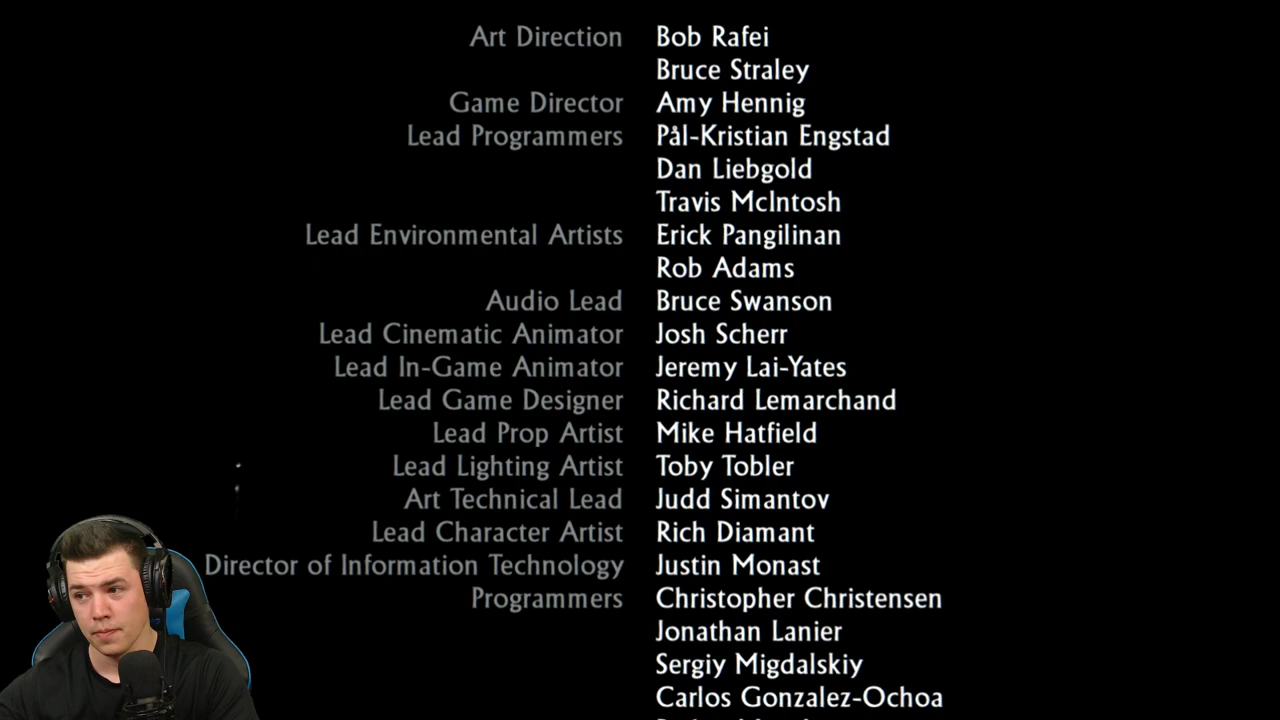 Art Direction Bob Rafei
Bruce Straley
Game Director Amy Hennig
Lead Programmers Pål-Kristian Engstad
Dan Liebgold
Travis McIntosh
Lead Environmental Artists Erick Pangilinan
Rob Adams
Audio Lead Bruce Swanson
Lead Cinematic Animator Josh Scherr
Lead In-Game Animator Jeremy Lai-Yates
Lead Game Designer Richard Lemarchand
Lead Prop Artist Mike Hatfield
Lead Lighting Artist Toby Tobler
Art Technical Lead Judd Simantov
Lead Character Artist Rich Diamant
Director of Information Technology Justin Monast
Programmers Christopher Christensen
Jonathan Lanier
Sergiy Migdalskiy
Carlos Gonzalez-Ochoa